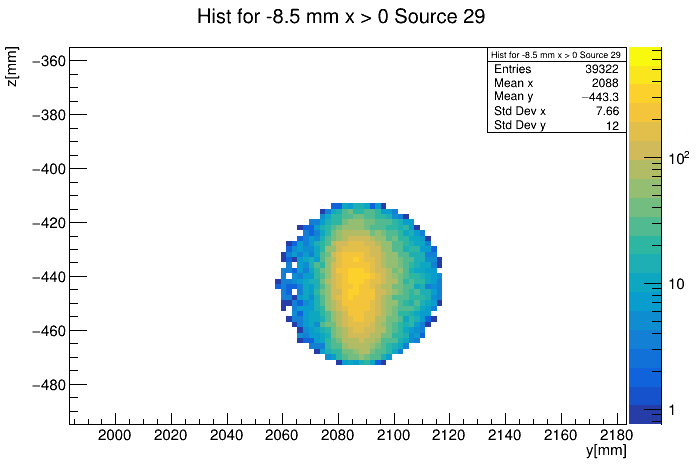 Hist for -8.5 mm x > 0 Source 29
z[mm]
Hist for -8.5 mm x > 0 Source 29
Entries 39322
Mean x 2088
Mean y −443.3
Std Dev x 7.66
Std Dev y 12
−360
−380
−400
−420
−440
−460
−480
10²
10
1
2000 2020 2040 2060 2080 2100 2120 2140 2160 2180
y[mm]